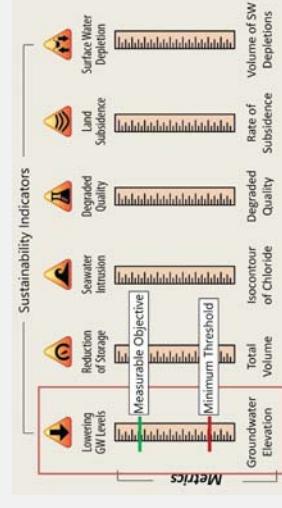 Sustainability Indicators
Lowering
GW Levels
Reduction
of Storage
Seawater
Intrusion
Degraded
Quality
Land
Subsidence
Surface Water
Depletion
Metrics
Measurable Objective
Minimum Threshold
Groundwater
Elevation
Total
Volume
Isocontour
of Chloride
Degraded
Quality
Rate of
Subsidence
Volume of SW
Depletions